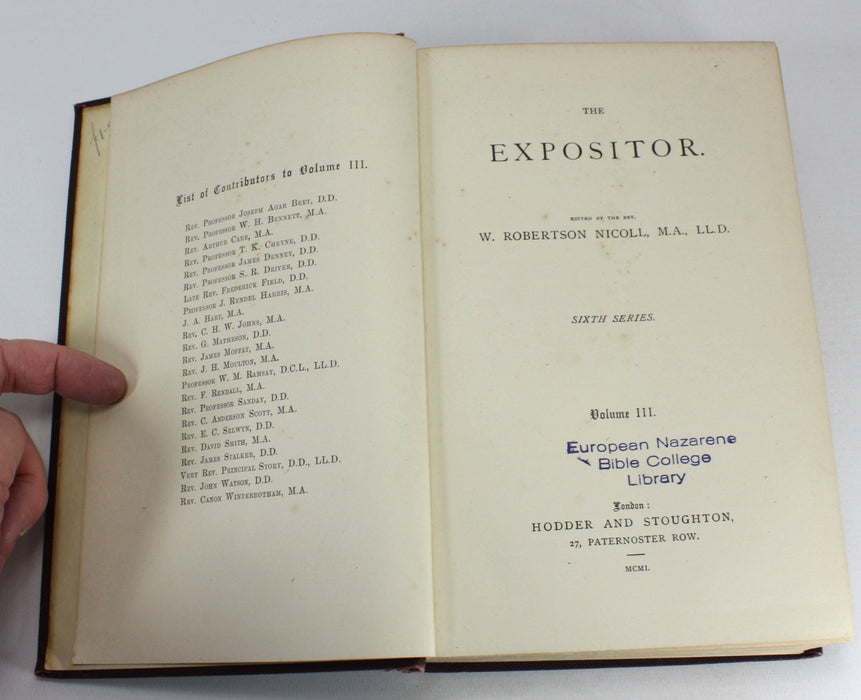 List of Contributors to Volume III.
Rev. Professor Joseph Agar Beet, D.D.
Rev. Professor W. H. Bennett, M.A.
Rev. Arthur Carr, M.A.
Rev. Professor T. K. Cheyne, D.D.
Rev. Professor James Denney, D.D.
Rev. Professor S. R. Driver, D.D.
Late Rev. Frederick Field, D.D.
Professor J. Rendel Harris, M.A.
J. A. Hart, M.A.
Rev. C. H. W. Johns, M.A.
Rev. G. Matheson, D.D.
Rev. James Moffat, M.A.
Rev. J. H. Moulton, M.A.
Professor W. M. Ramsay, D.C.L., LL.D.
Rev. F. Rendall, M.A.
Rev. Professor Sanday, D.D.
Rev. C. Anderson Scott, M.A.
Rev. E. C. Selwyn, D.D.
Rev. David Smith, M.A.
Rev. James Stalker, D.D.
Very Rev. Principal Story, D.D., LL.D.
Rev. John Watson, D.D.
Rev. Canon Winterbotham, M.A.
THE
EXPOSITOR.
EDITED BY THE REV.
W. ROBERTSON NICOLL, M.A., LL.D.
SIXTH SERIES.
Volume III.
European Nazarene
Bible College
Library
London:
HODDER AND STOUGHTON,
27, PATERNOSTER ROW.
MCMI.